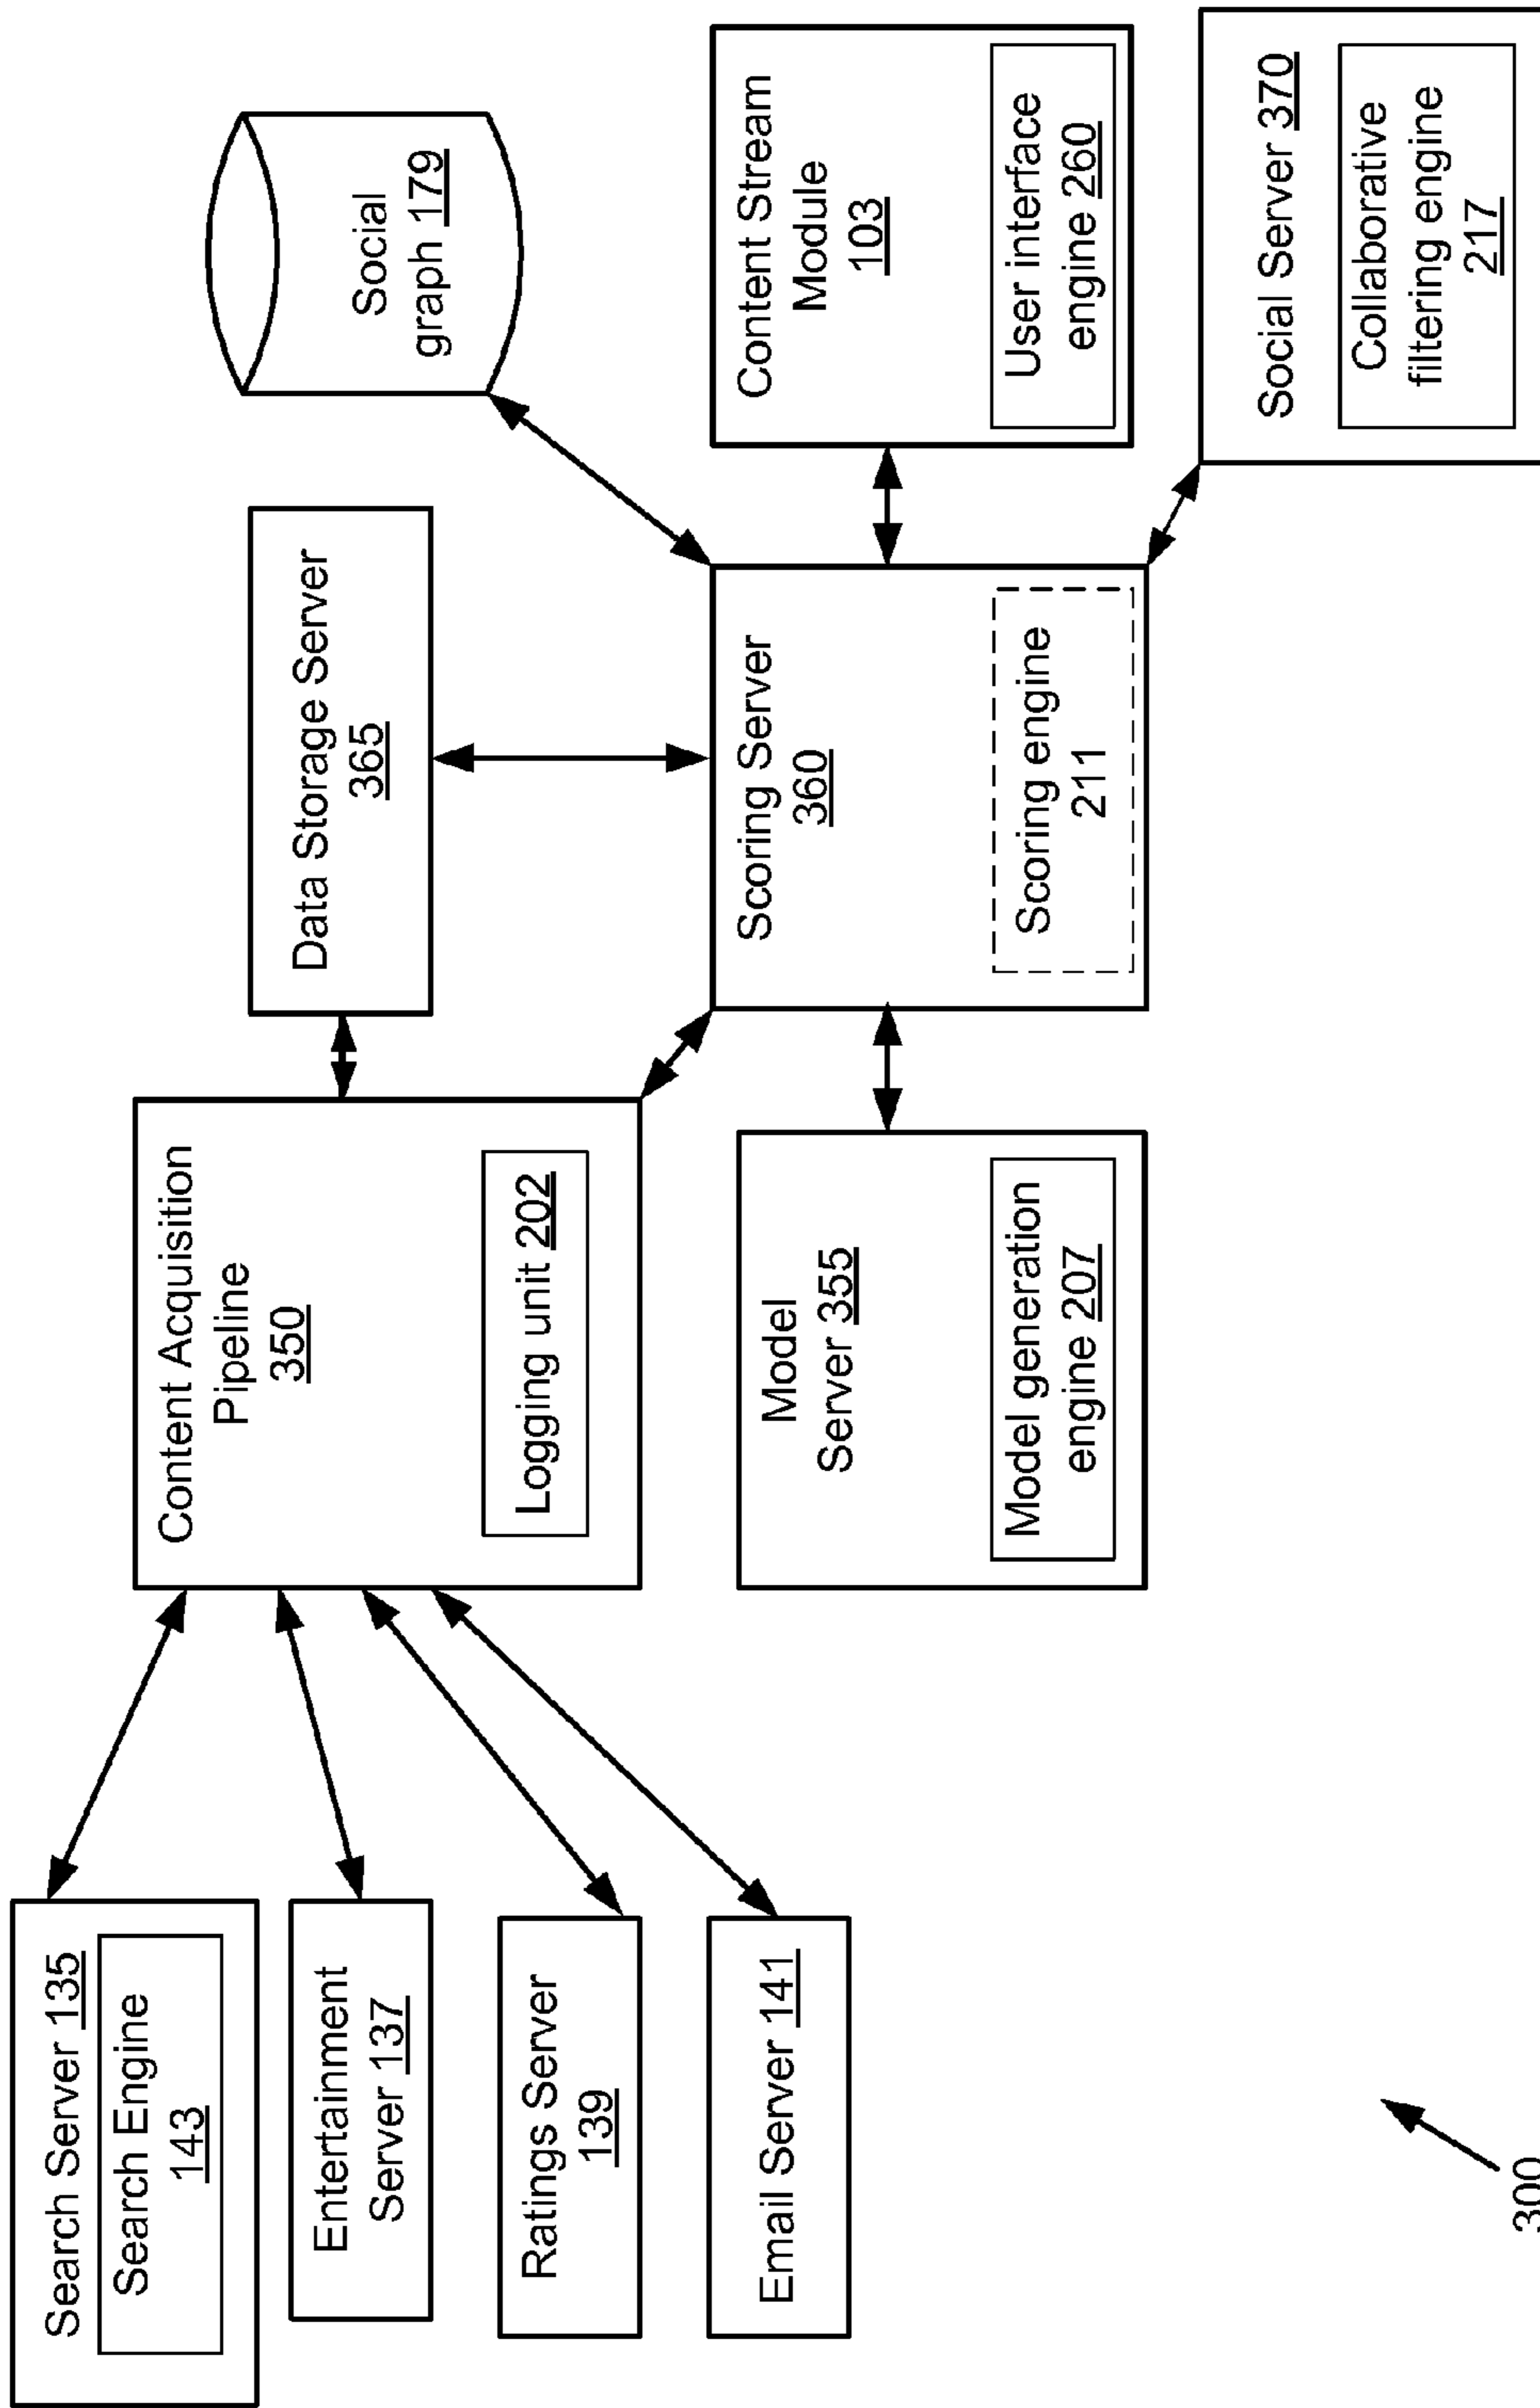 Search Server 135
Search Engine
143
Entertainment
Server 137
Ratings Server
139
Email Server 141
Content Acquisition
Pipeline
350
Logging unit 202
Model
Server 355
Model generation
engine 207
Data Storage Server
365
Scoring Server
360
Scoring engine
211
Social
graph 179
Content Stream
Module
103
User interface
engine 260
Social Server 370
Collaborative
filtering engine
217
300